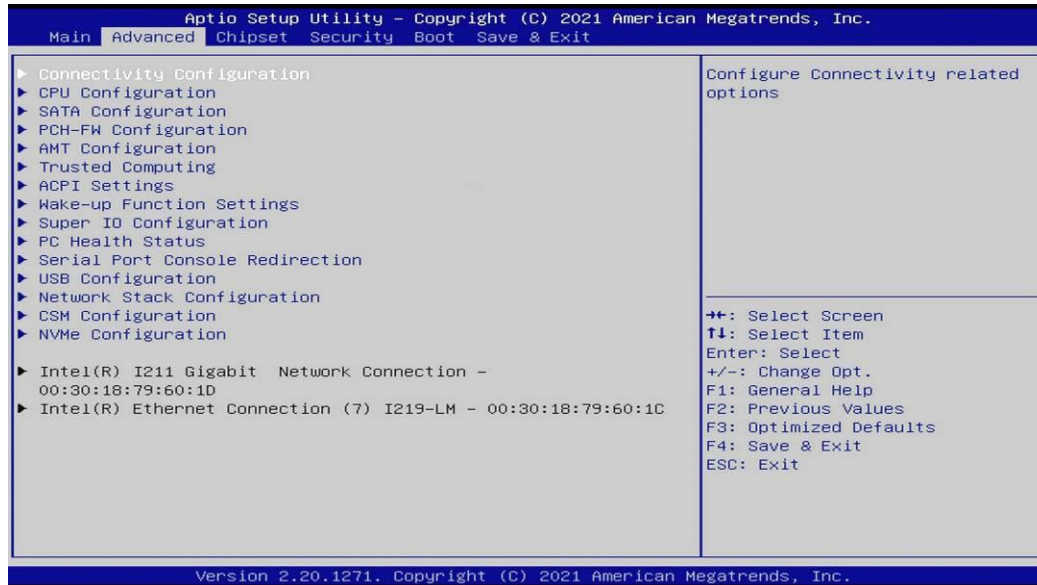 Aptio Setup Utility – Copyright (C) 2021 American Megatrends, Inc.
Main Advanced Chipset Security Boot Save & Exit
▶ Connectivity Configuration
▶ CPU Configuration
▶ SATA Configuration
▶ PCH-FW Configuration
▶ AMT Configuration
▶ Trusted Computing
▶ ACPI Settings
▶ Wake-up Function Settings
▶ Super IO Configuration
▶ PC Health Status
▶ Serial Port Console Redirection
▶ USB Configuration
▶ Network Stack Configuration
▶ CSM Configuration
▶ NVMe Configuration
▶ Intel(R) I211 Gigabit  Network Connection –
00:30:18:79:60:1D
▶ Intel(R) Ethernet Connection (7) I219-LM – 00:30:18:79:60:1C
Configure Connectivity related
options
→←: Select Screen
↑↓: Select Item
Enter: Select
+/-: Change Opt.
F1: General Help
F2: Previous Values
F3: Optimized Defaults
F4: Save & Exit
ESC: Exit
Version 2.20.1271. Copyright (C) 2021 American Megatrends, Inc.